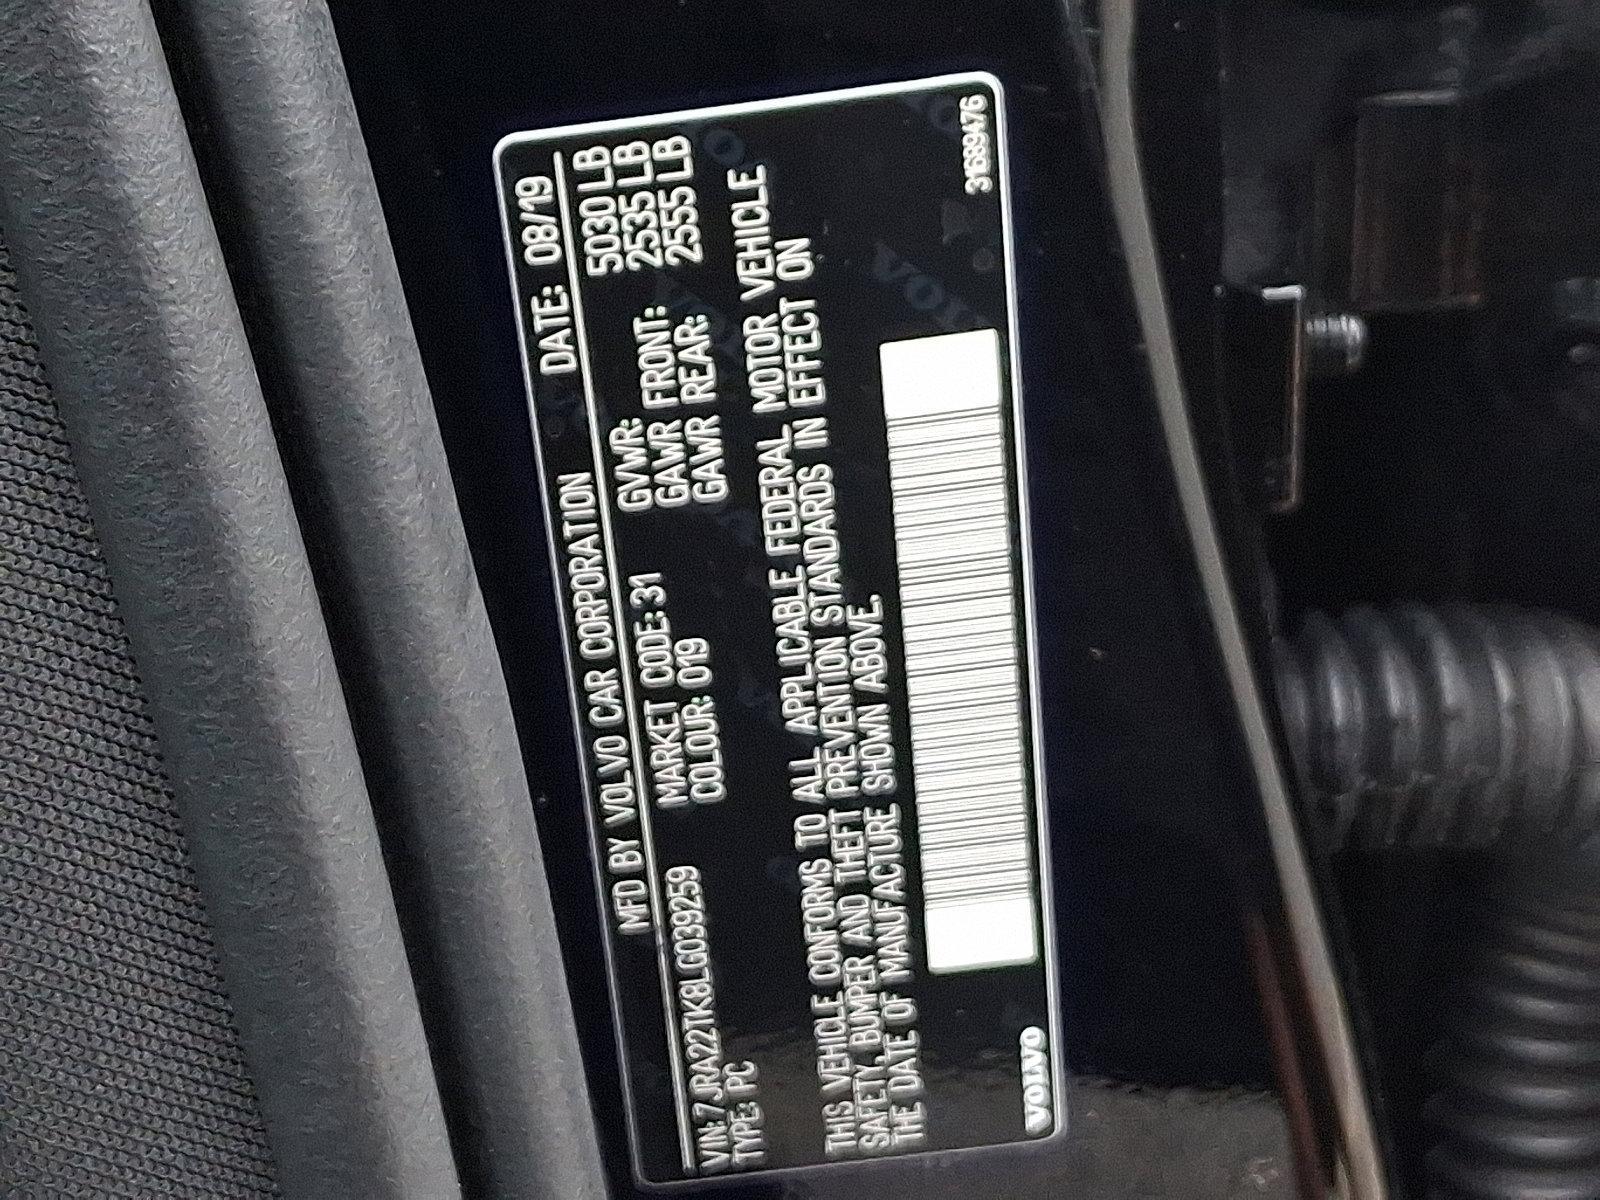 MFD BY VOLVO CAR CORPORATION DATE: 08/19
VIN: 7JRA22TK8LG039259 MARKET CODE: 31 GVWR: 5030 LB
TYPE: PC COLOUR: 019 GAWR FRONT: 2535 LB
GAWR REAR: 2555 LB
THIS VEHICLE CONFORMS TO ALL APPLICABLE FEDERAL MOTOR VEHICLE
SAFETY, BUMPER AND THEFT PREVENTION STANDARDS IN EFFECT ON
THE DATE OF MANUFACTURE SHOWN ABOVE.
VOLVO 31689476